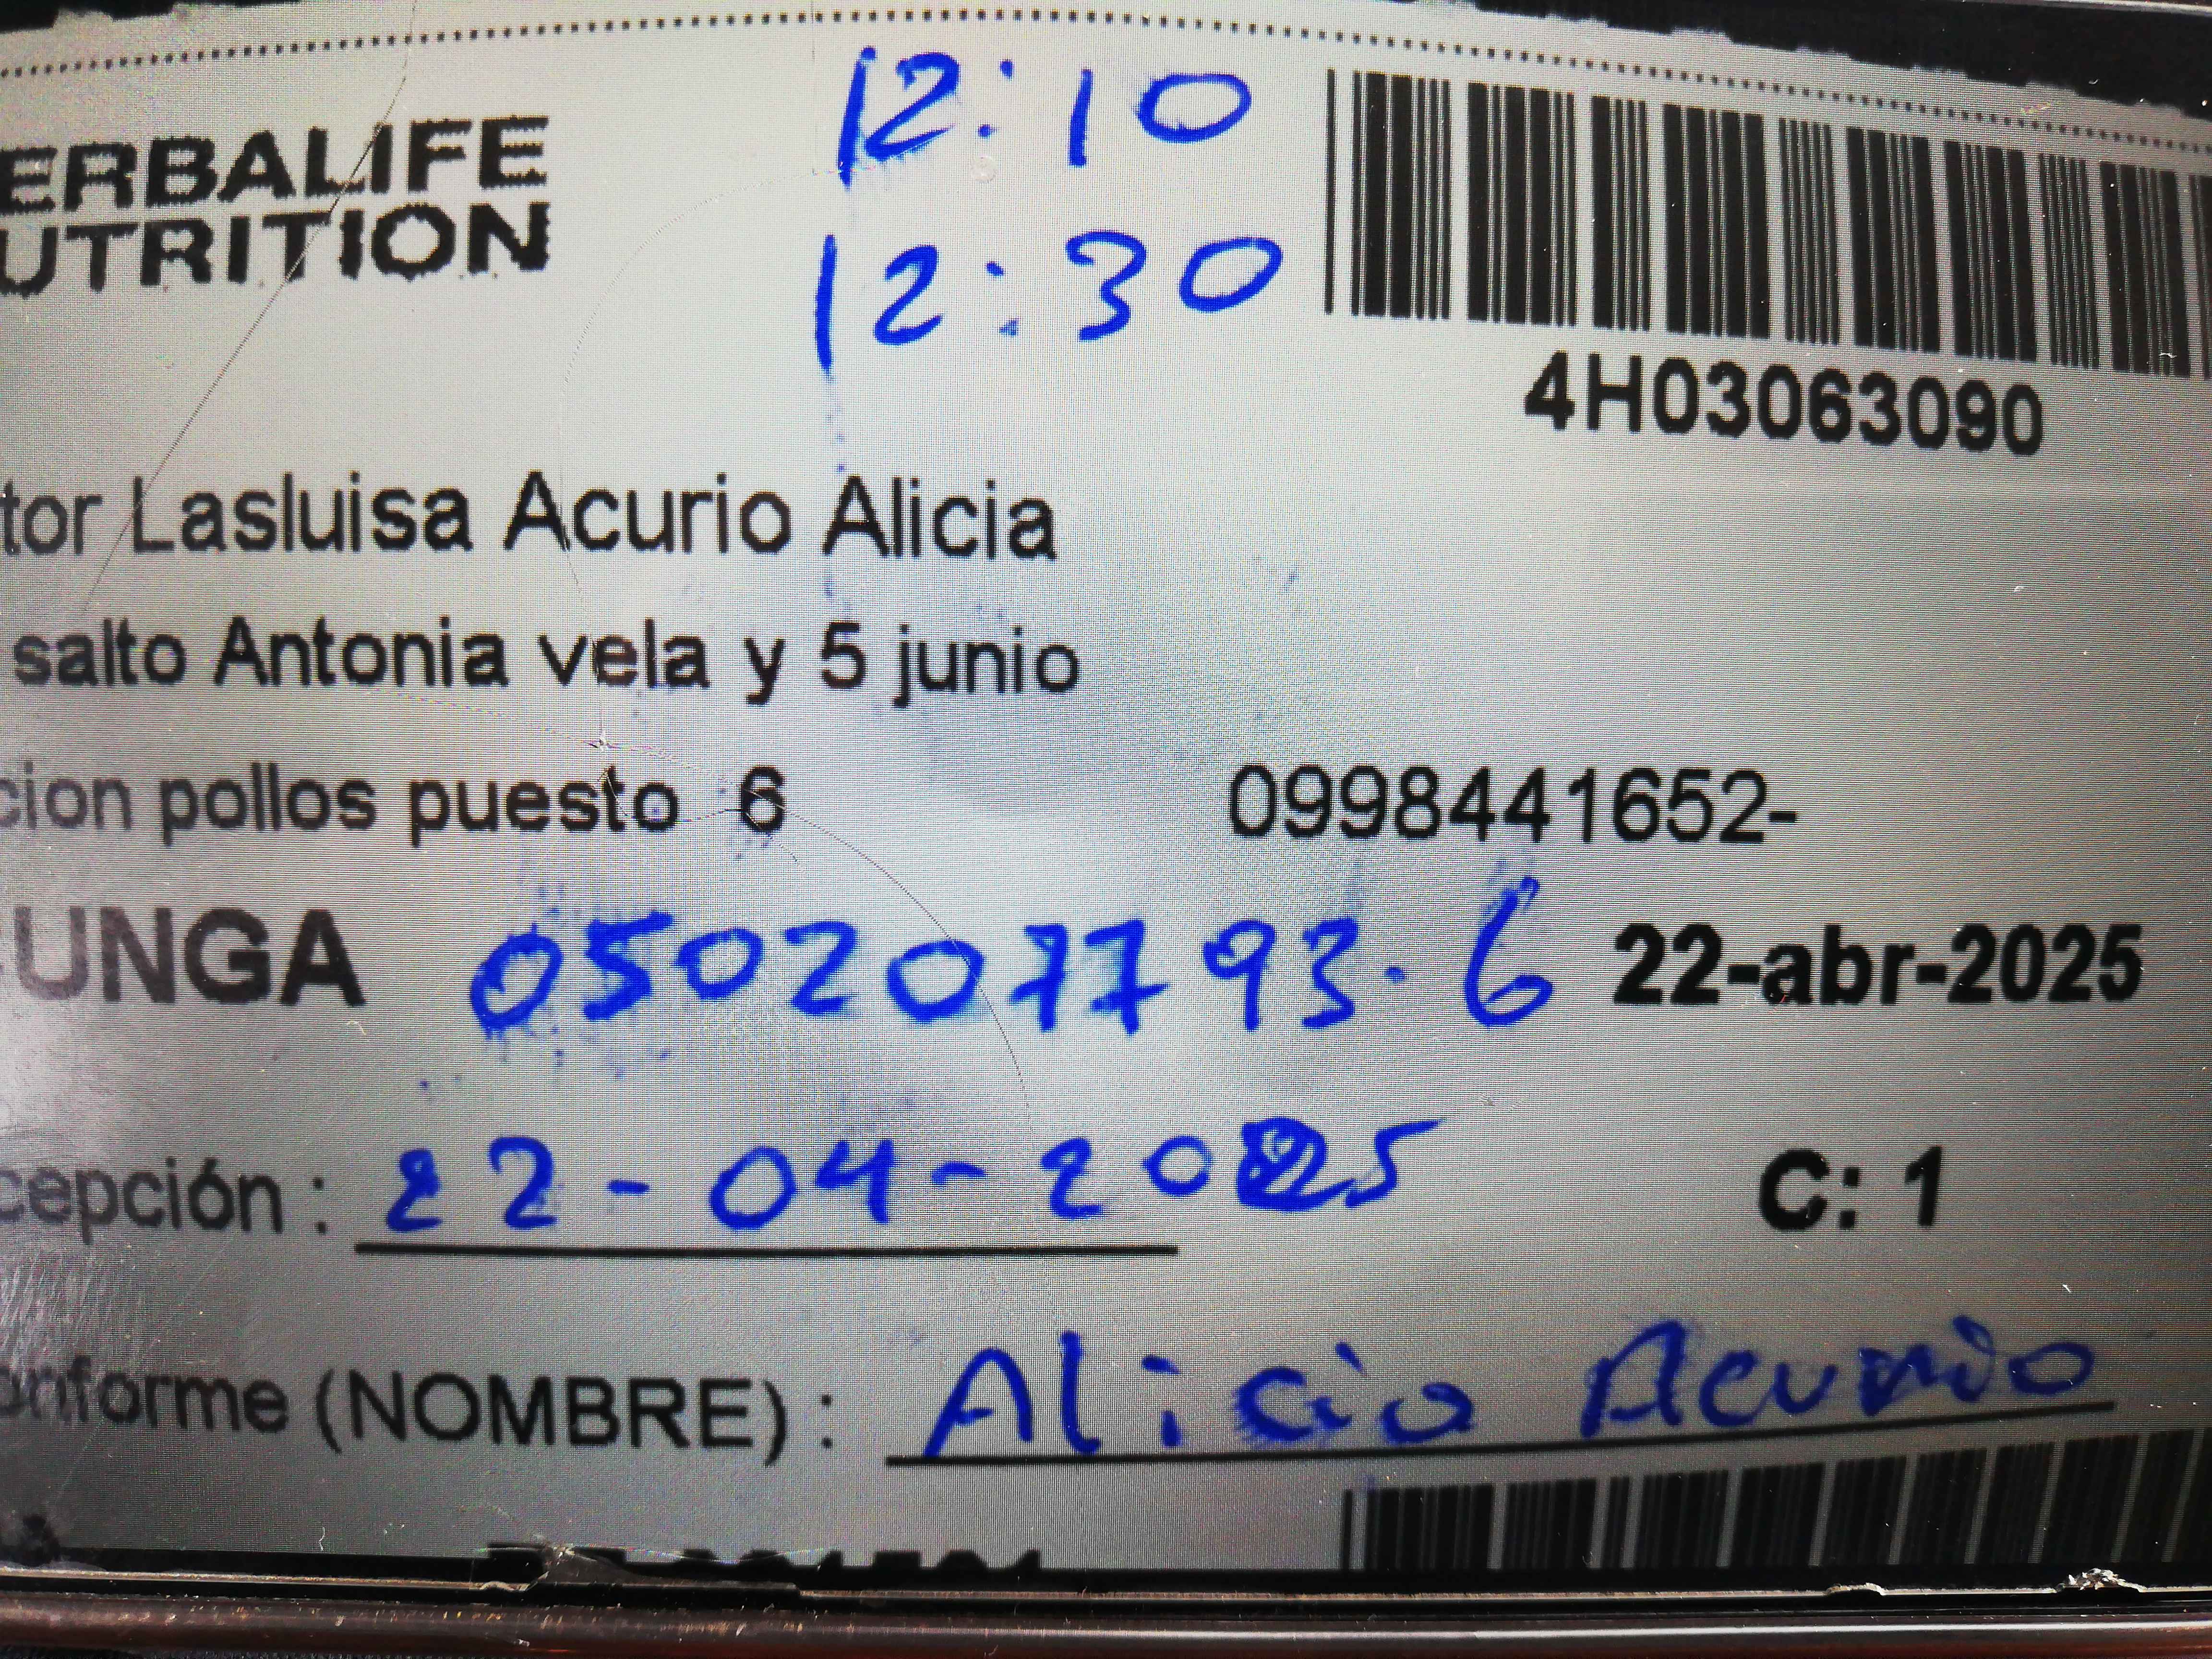 12:10
ERBALIFE
UTRITION
12:30
4H03063090
tor Lasluisa Acurio Alicia
salto Antonia vela y 5 junio
cion pollos puesto 6 0998441652-
UNGA 050207793.6 22-abr-2025
cepción : 22-04-2025 C: 1
onforme (NOMBRE) : Alicia Acurio